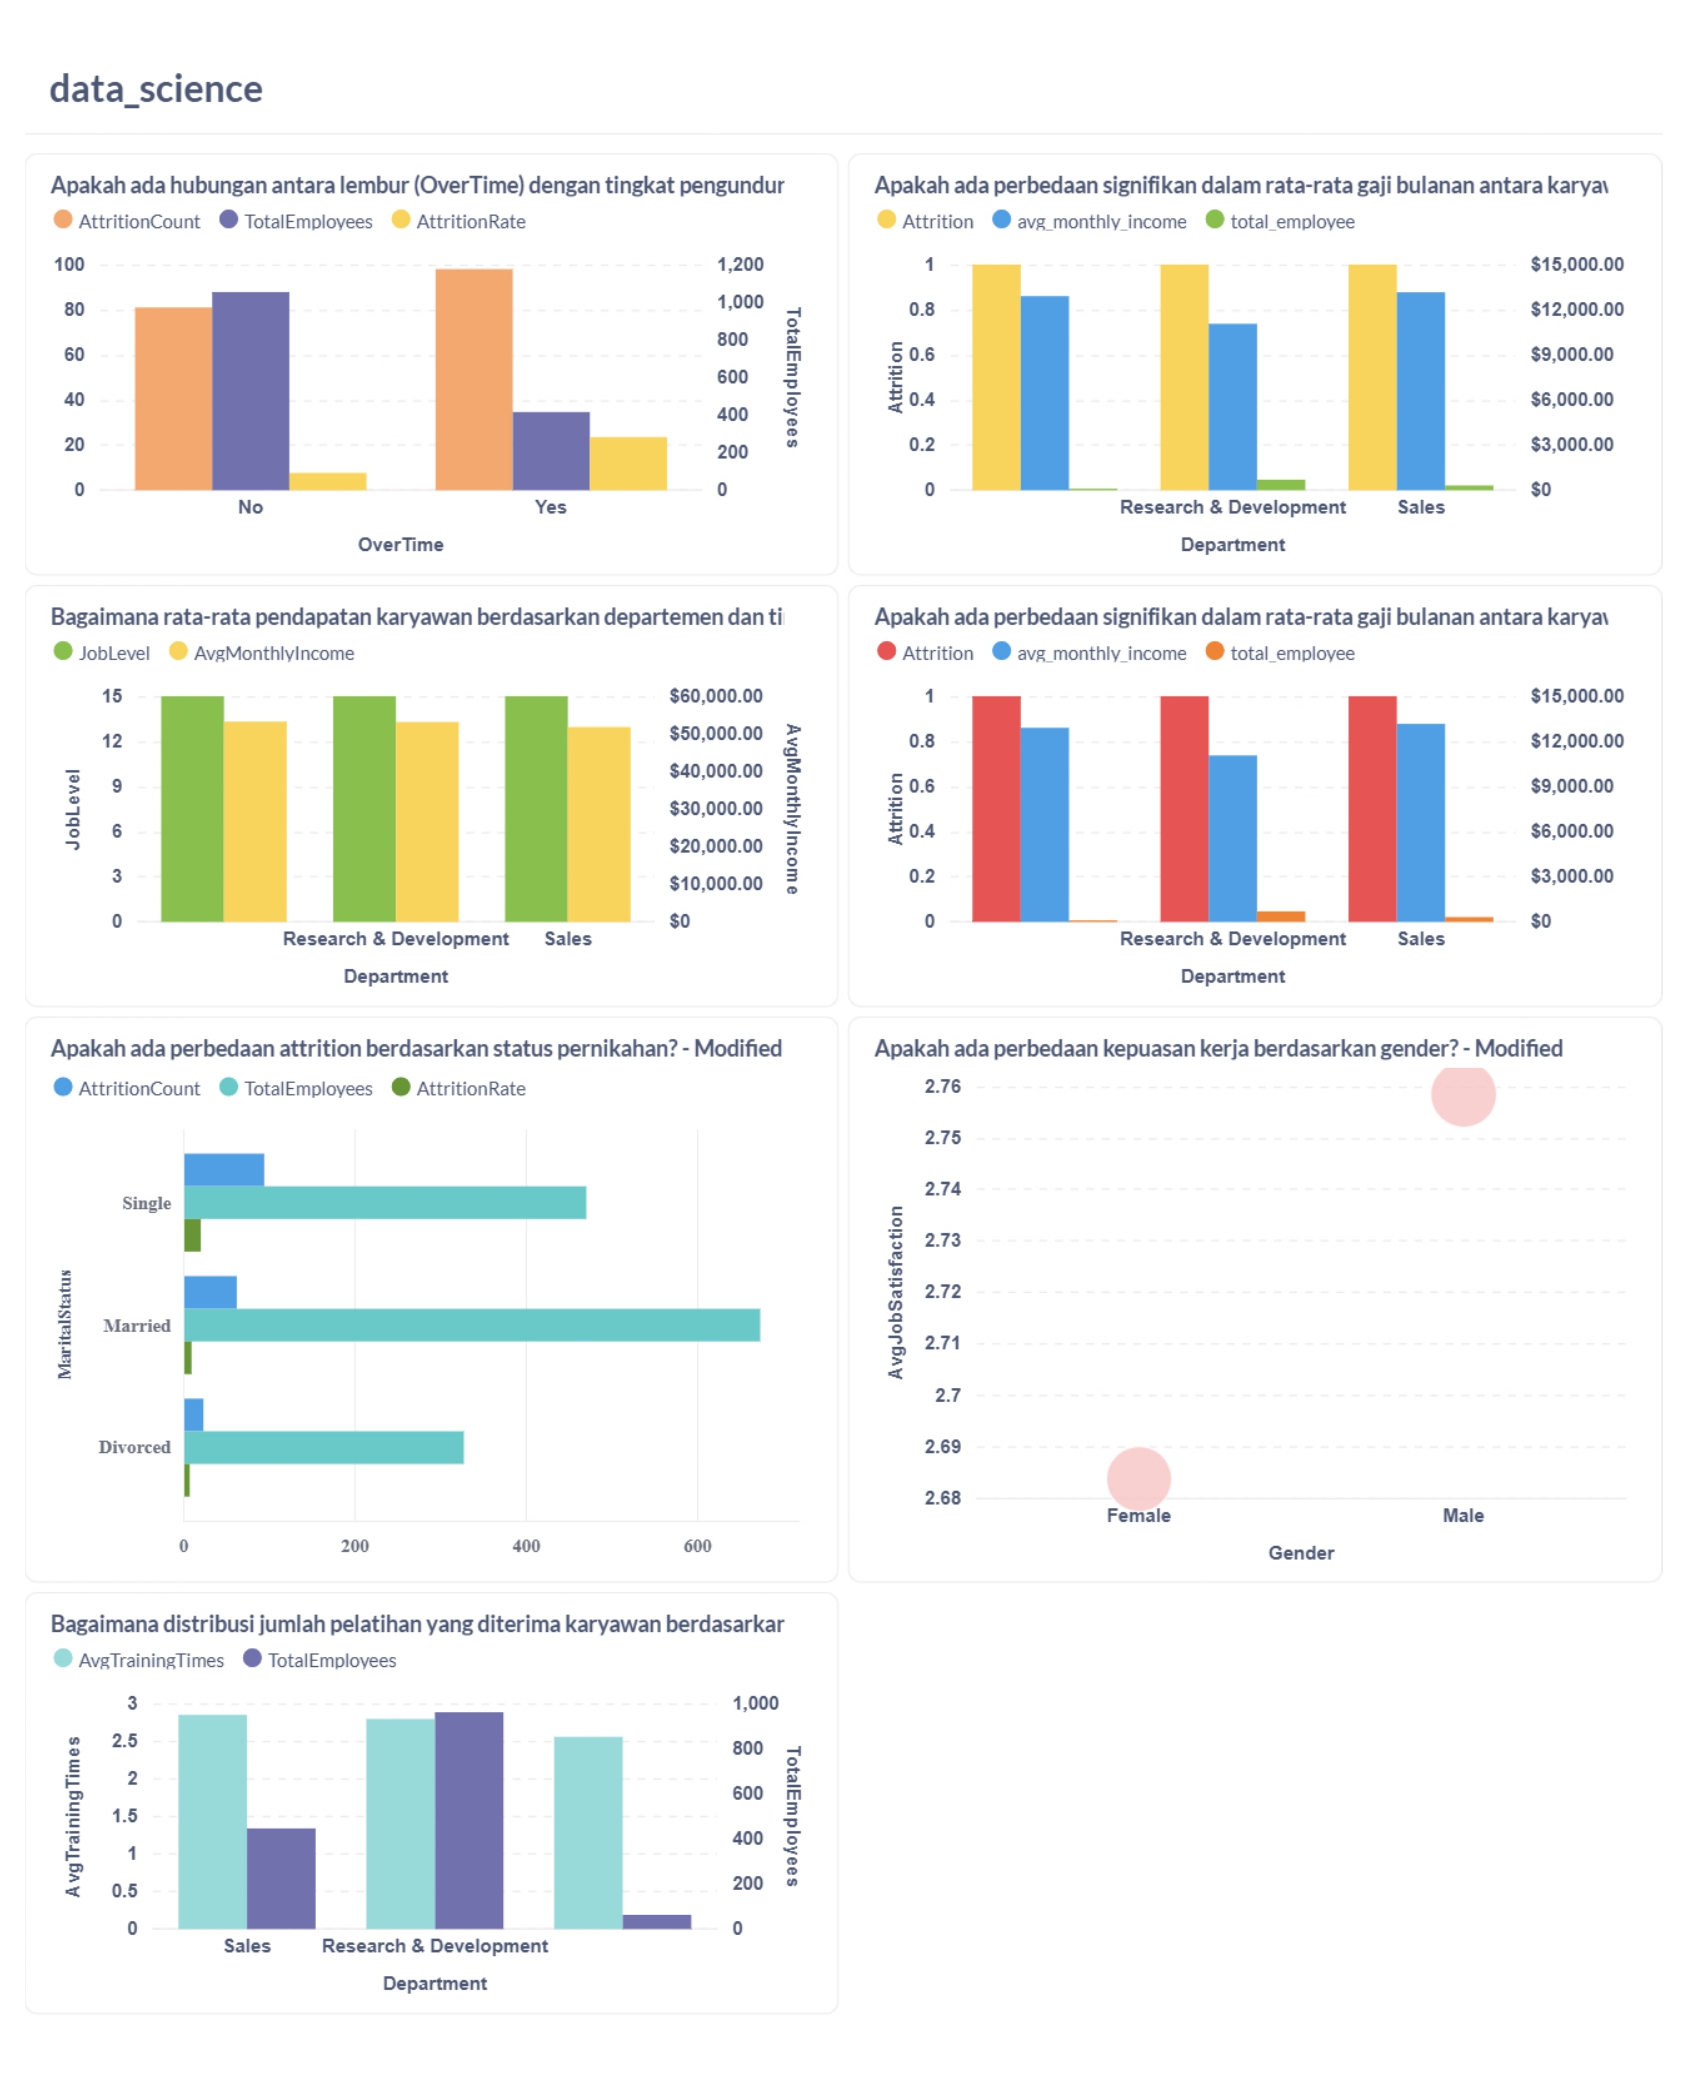 data_science
Apakah ada hubungan antara lembur (OverTime) dengan tingkat pengundur
AttritionCount TotalEmployees AttritionRate
100
80
60
40
20
0
1,200
1,000
800
600
400
200
0
TotalEmployees
No Yes
OverTime
Apakah ada perbedaan signifikan dalam rata-rata gaji bulanan antara karyav
Attrition avg_monthly_income total_employee
Attrition
1
0.8
0.6
0.4
0.2
0
$15,000.00
$12,000.00
$9,000.00
$6,000.00
$3,000.00
$0
Research & Development Sales
Department
Bagaimana rata-rata pendapatan karyawan berdasarkan departemen dan ti
JobLevel AvgMonthlyIncome
JobLevel
15
12
9
6
3
0
$60,000.00
$50,000.00
$40,000.00
$30,000.00
$20,000.00
$10,000.00
$0
AvgMonthlyIncome
Research & Development Sales
Department
Apakah ada perbedaan signifikan dalam rata-rata gaji bulanan antara karyav
Attrition avg_monthly_income total_employee
Attrition
1
0.8
0.6
0.4
0.2
0
$15,000.00
$12,000.00
$9,000.00
$6,000.00
$3,000.00
$0
Research & Development Sales
Department
Apakah ada perbedaan attrition berdasarkan status pernikahan? - Modified
AttritionCount TotalEmployees AttritionRate
MaritalStatus
Single
Married
Divorced
0 200 400 600
Apakah ada perbedaan kepuasan kerja berdasarkan gender? - Modified
AvgJobSatisfaction
2.76
2.75
2.74
2.73
2.72
2.71
2.7
2.69
2.68
Female Male
Gender
Bagaimana distribusi jumlah pelatihan yang diterima karyawan berdasarkar
AvgTrainingTimes TotalEmployees
AvgTrainingTimes
3
2.5
2
1.5
1
0.5
0
1,000
800
600
400
200
0
TotalEmployees
Sales Research & Development
Department